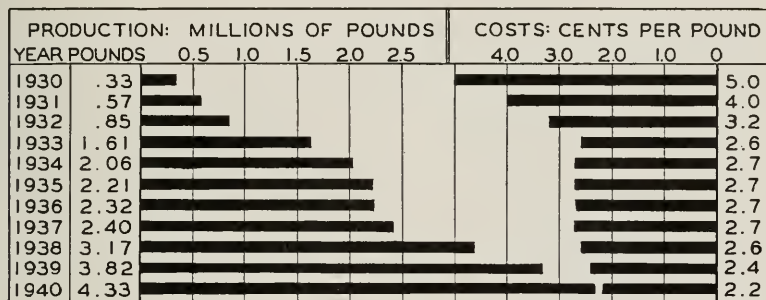 PRODUCTION: MILLIONS OF POUNDS COSTS: CENTS PER POUND
YEAR POUNDS 0.5 1.0 1.5 2.0 2.5 4.0 3.0 2.0 1.0 0
1930 .33 5.0
1931 .57 4.0
1932 .85 3.2
1933 1.61 2.6
1934 2.06 2.7
1935 2.21 2.7
1936 2.32 2.7
1937 2.40 2.7
1938 3.17 2.6
1939 3.82 2.4
1940 4.33 2.2